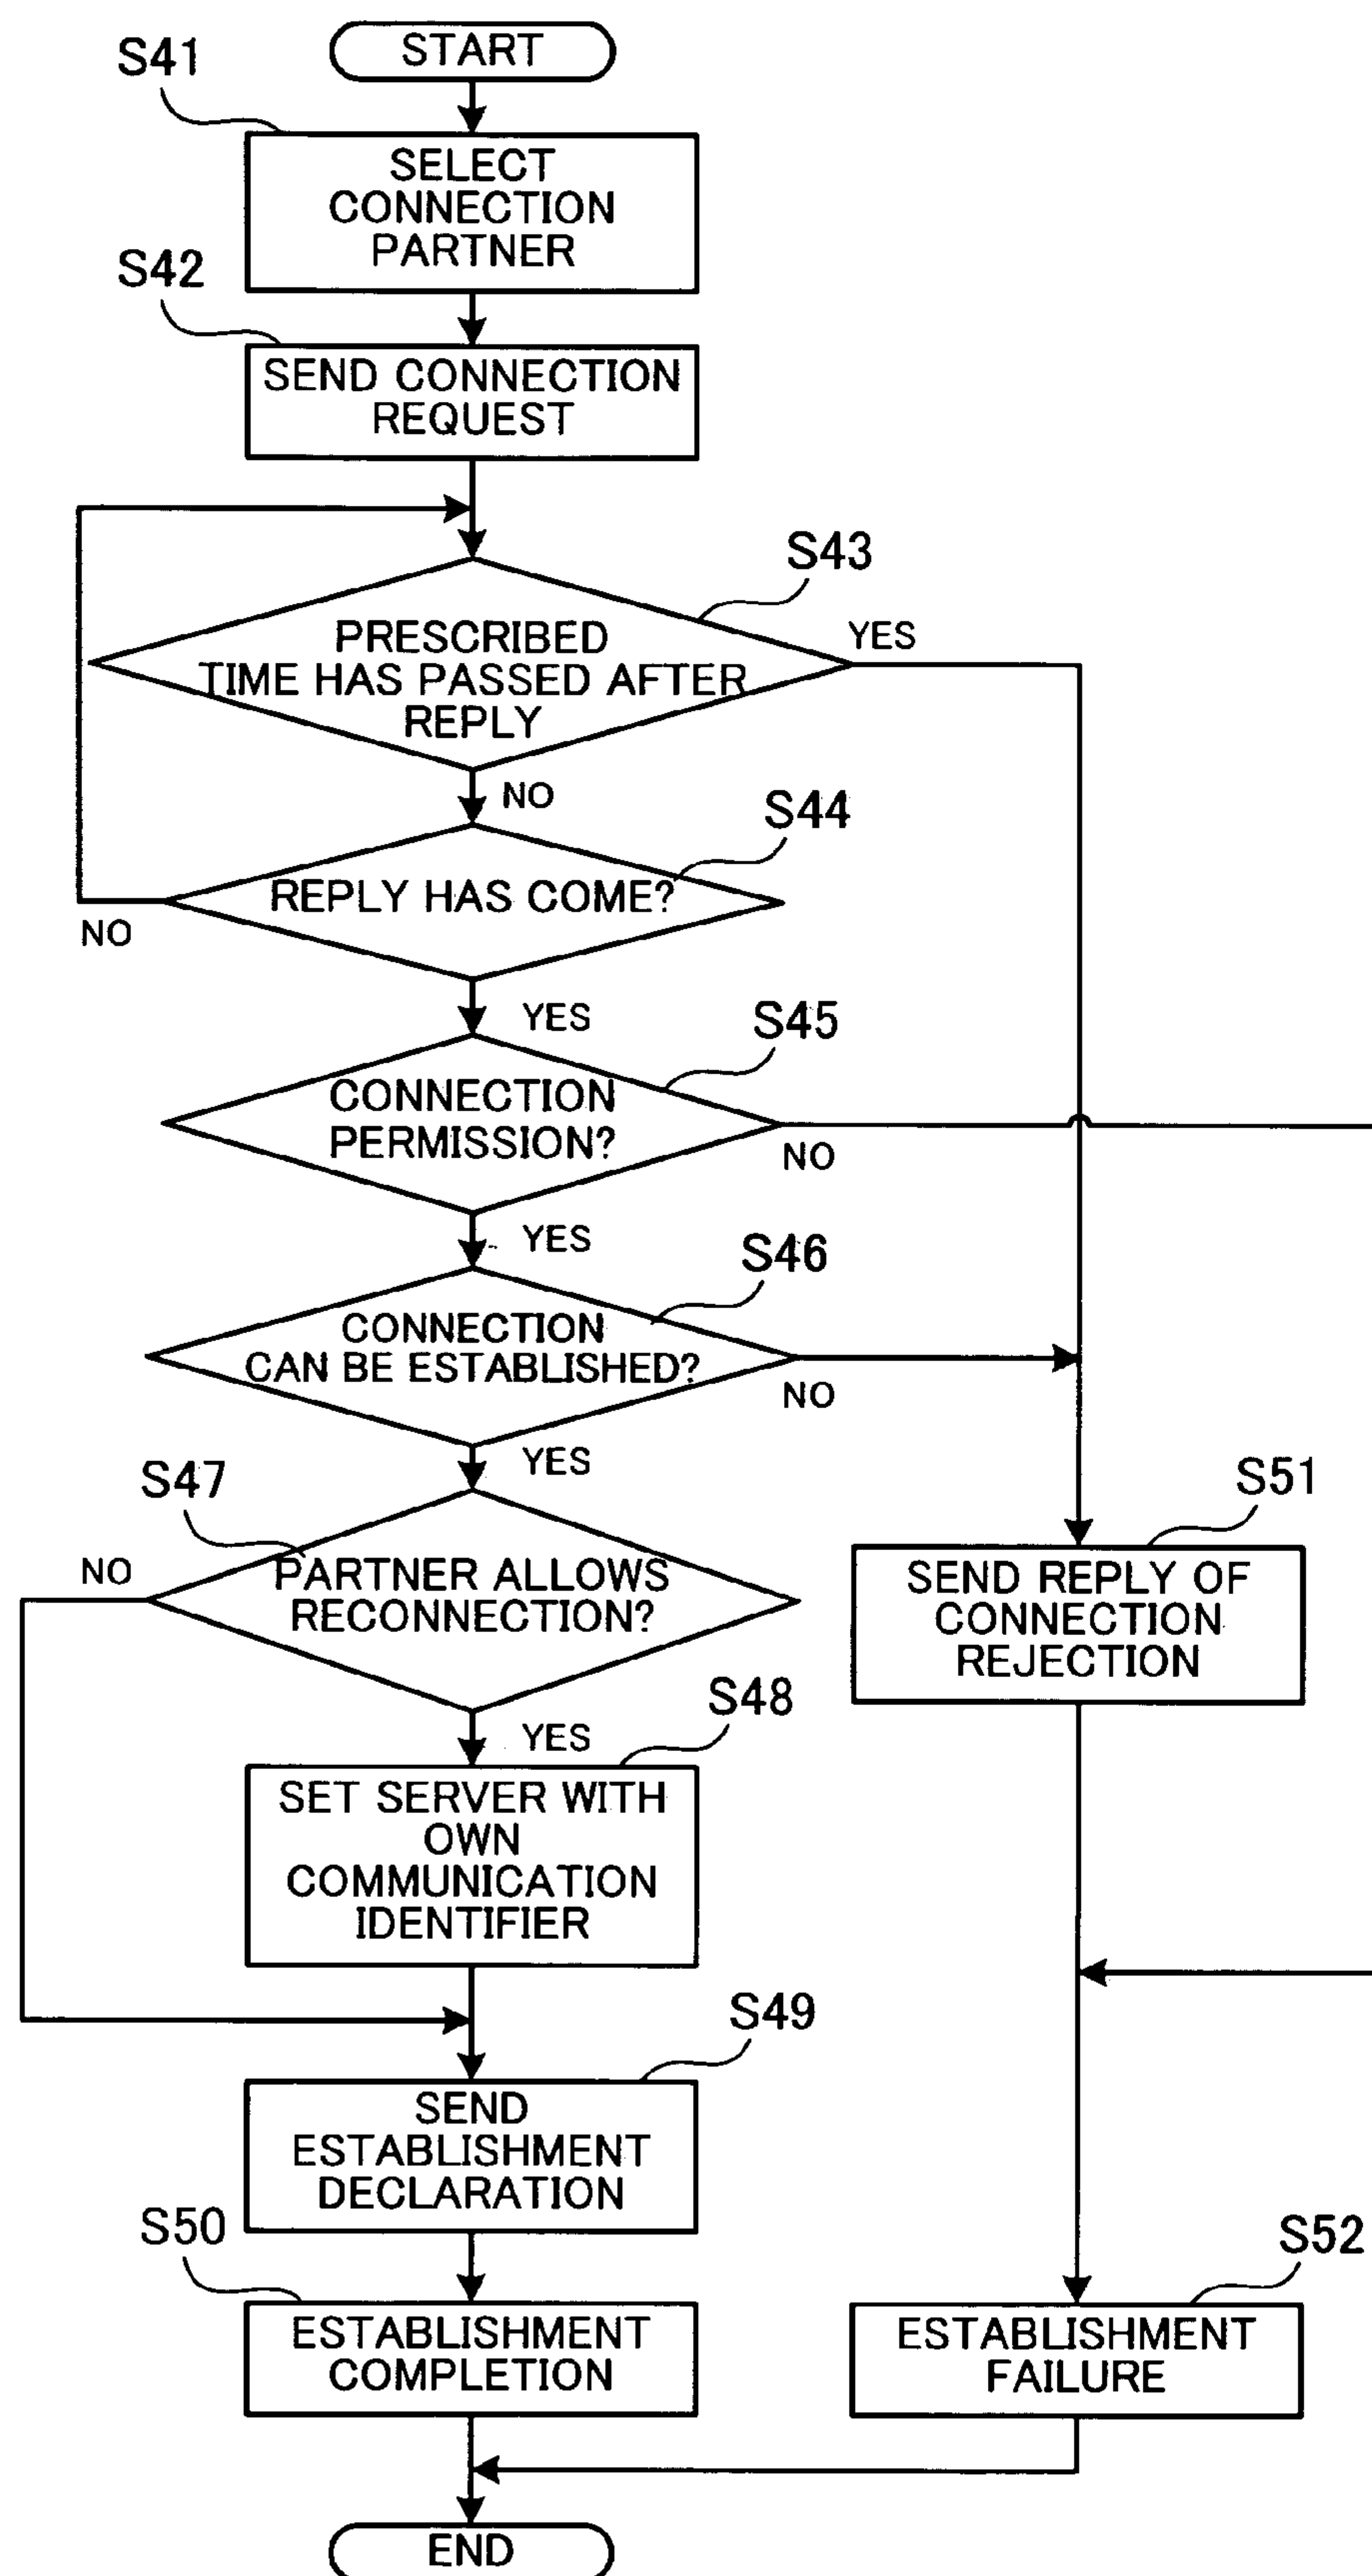 START
S41
SELECT
CONNECTION
PARTNER
S42
SEND CONNECTION
REQUEST
S43
PRESCRIBED
TIME HAS PASSED AFTER
REPLY
YES
NO
S44
REPLY HAS COME?
NO
YES
S45
CONNECTION
PERMISSION?
NO
YES
S46
CONNECTION
CAN BE ESTABLISHED?
NO
YES
S47
PARTNER ALLOWS
RECONNECTION?
NO
YES
S48
SET SERVER WITH
OWN
COMMUNICATION
IDENTIFIER
S49
SEND
ESTABLISHMENT
DECLARATION
S50
ESTABLISHMENT
COMPLETION
S51
SEND REPLY OF
CONNECTION
REJECTION
S52
ESTABLISHMENT
FAILURE
END